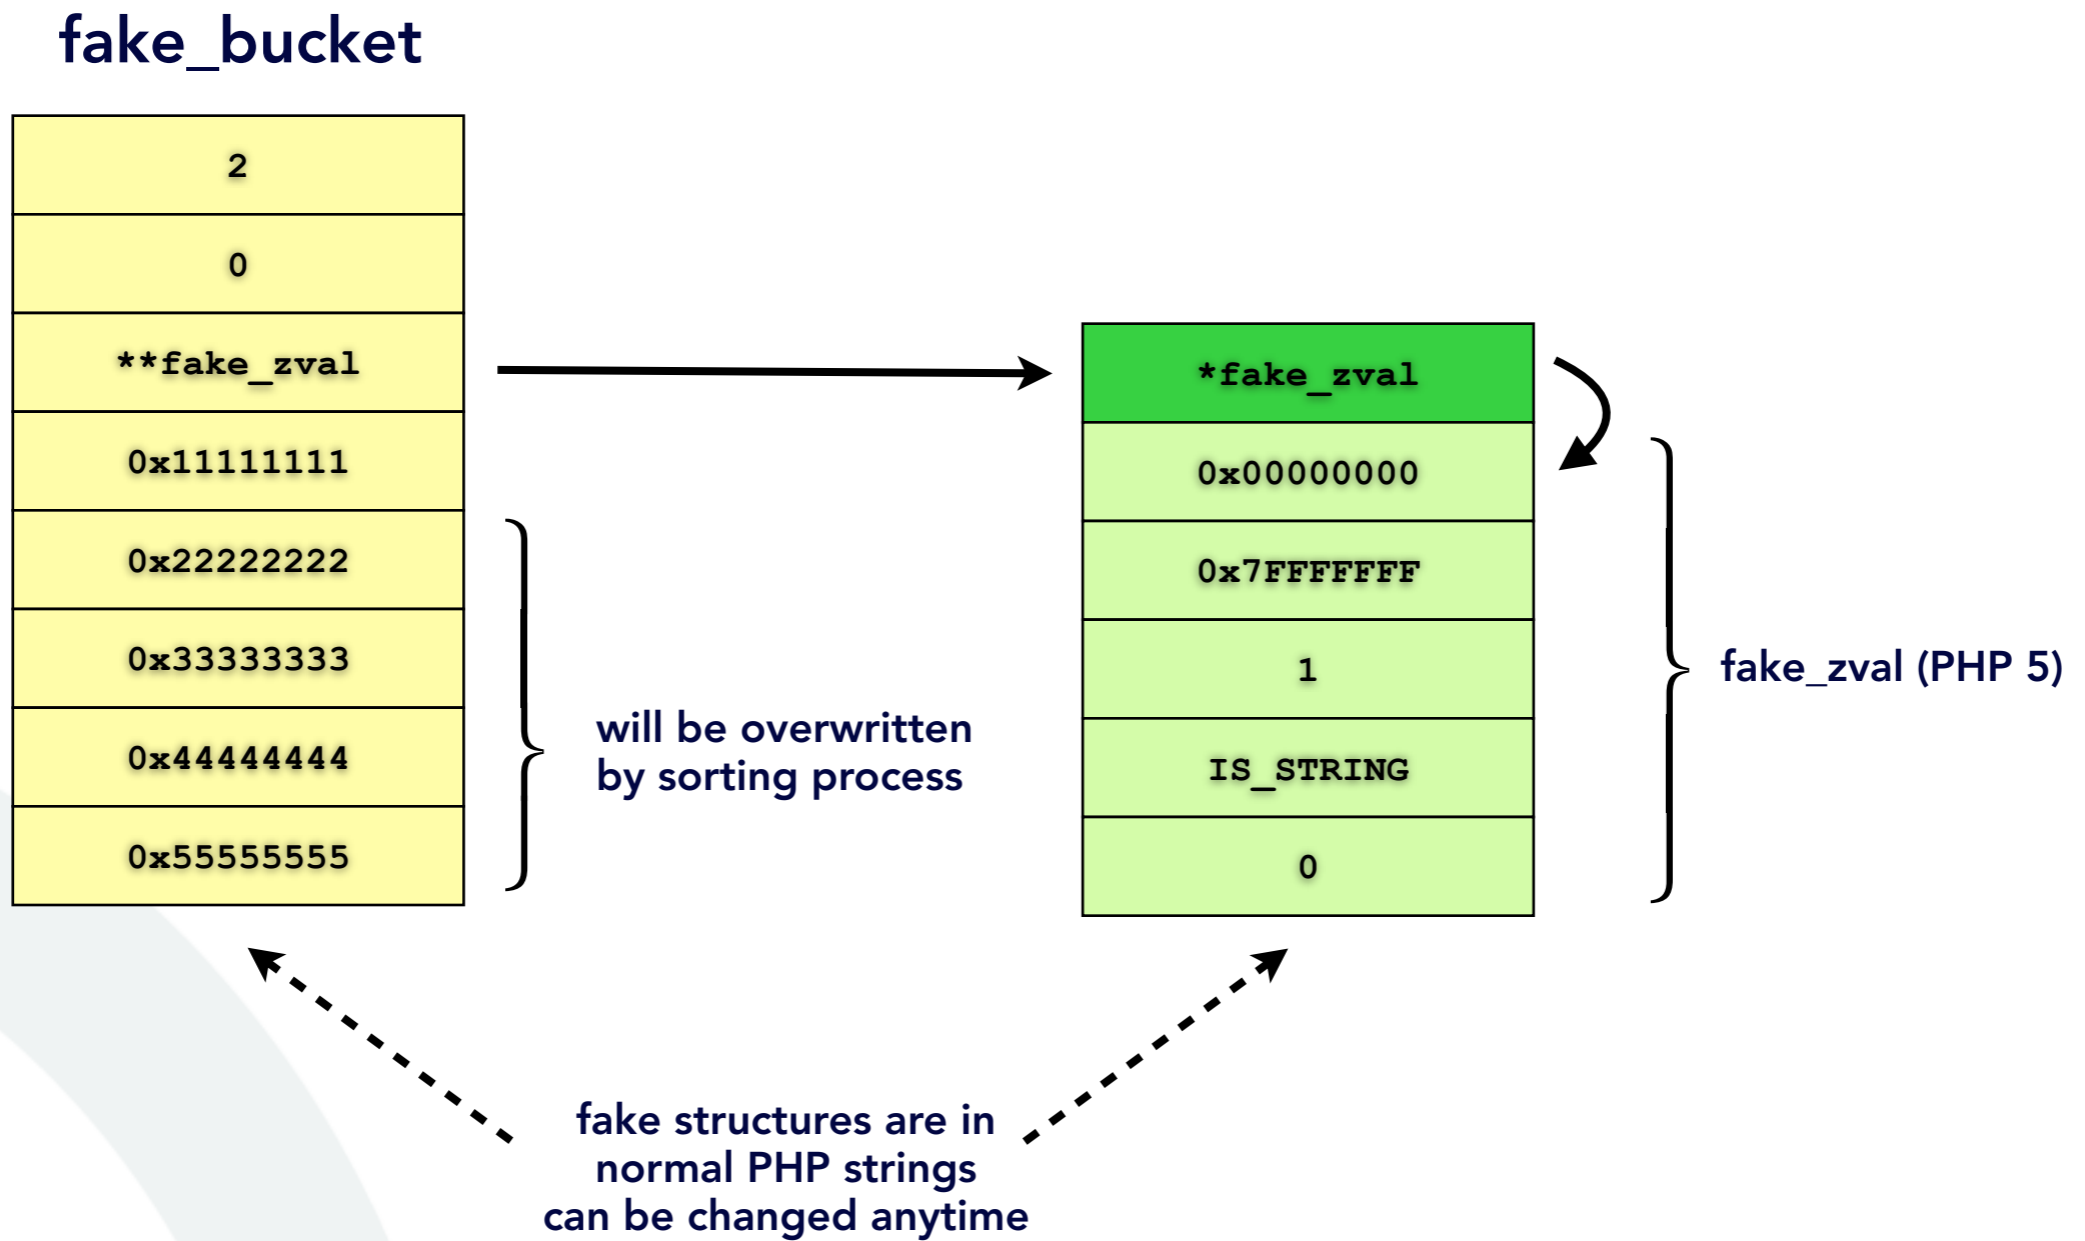 fake_bucket
2
0
**fake_zval
0x11111111
0x22222222
0x33333333
0x44444444
0x55555555
will be overwritten
by sorting process
*fake_zval
0x00000000
0x7FFFFFFF
1
IS_STRING
0
fake_zval (PHP 5)
fake structures are in
normal PHP strings
can be changed anytime